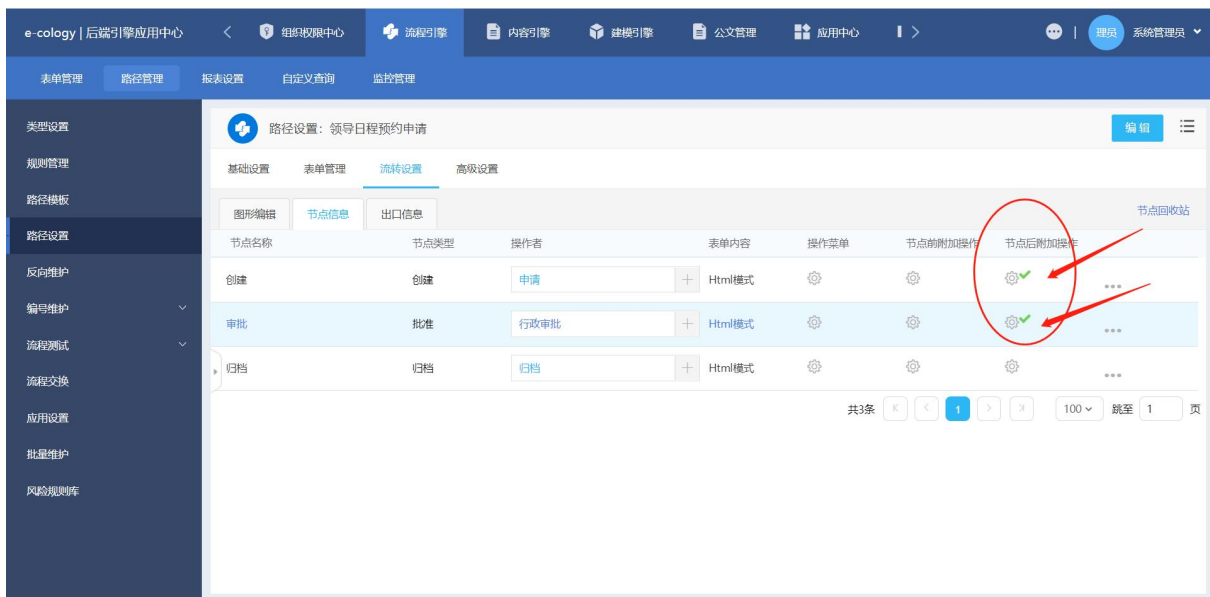 e-cology | 后端引擎应用中心 组织权限中心 流程引擎 内容引擎 建模引擎 公文管理 应用中心 理员 系统管理员
表单管理 路径管理 报表设置 自定义查询 监控管理
类型设置
规则管理
路径模板
路径设置
反向维护
编号维护
流程测试
流程交换
应用设置
批量维护
风险规则库
路径设置：领导日程预约申请 编辑
基础设置 表单管理 流转设置 高级设置
图形编辑 节点信息 出口信息 节点回收站
节点名称 节点类型 操作者 表单内容 操作菜单 节点前附加操作 节点后附加操作
创建 创建 申请 Html模式
审批 批准 行政审批 Html模式
归档 归档 归档 Html模式
共3条 1 100 跳至 1 页